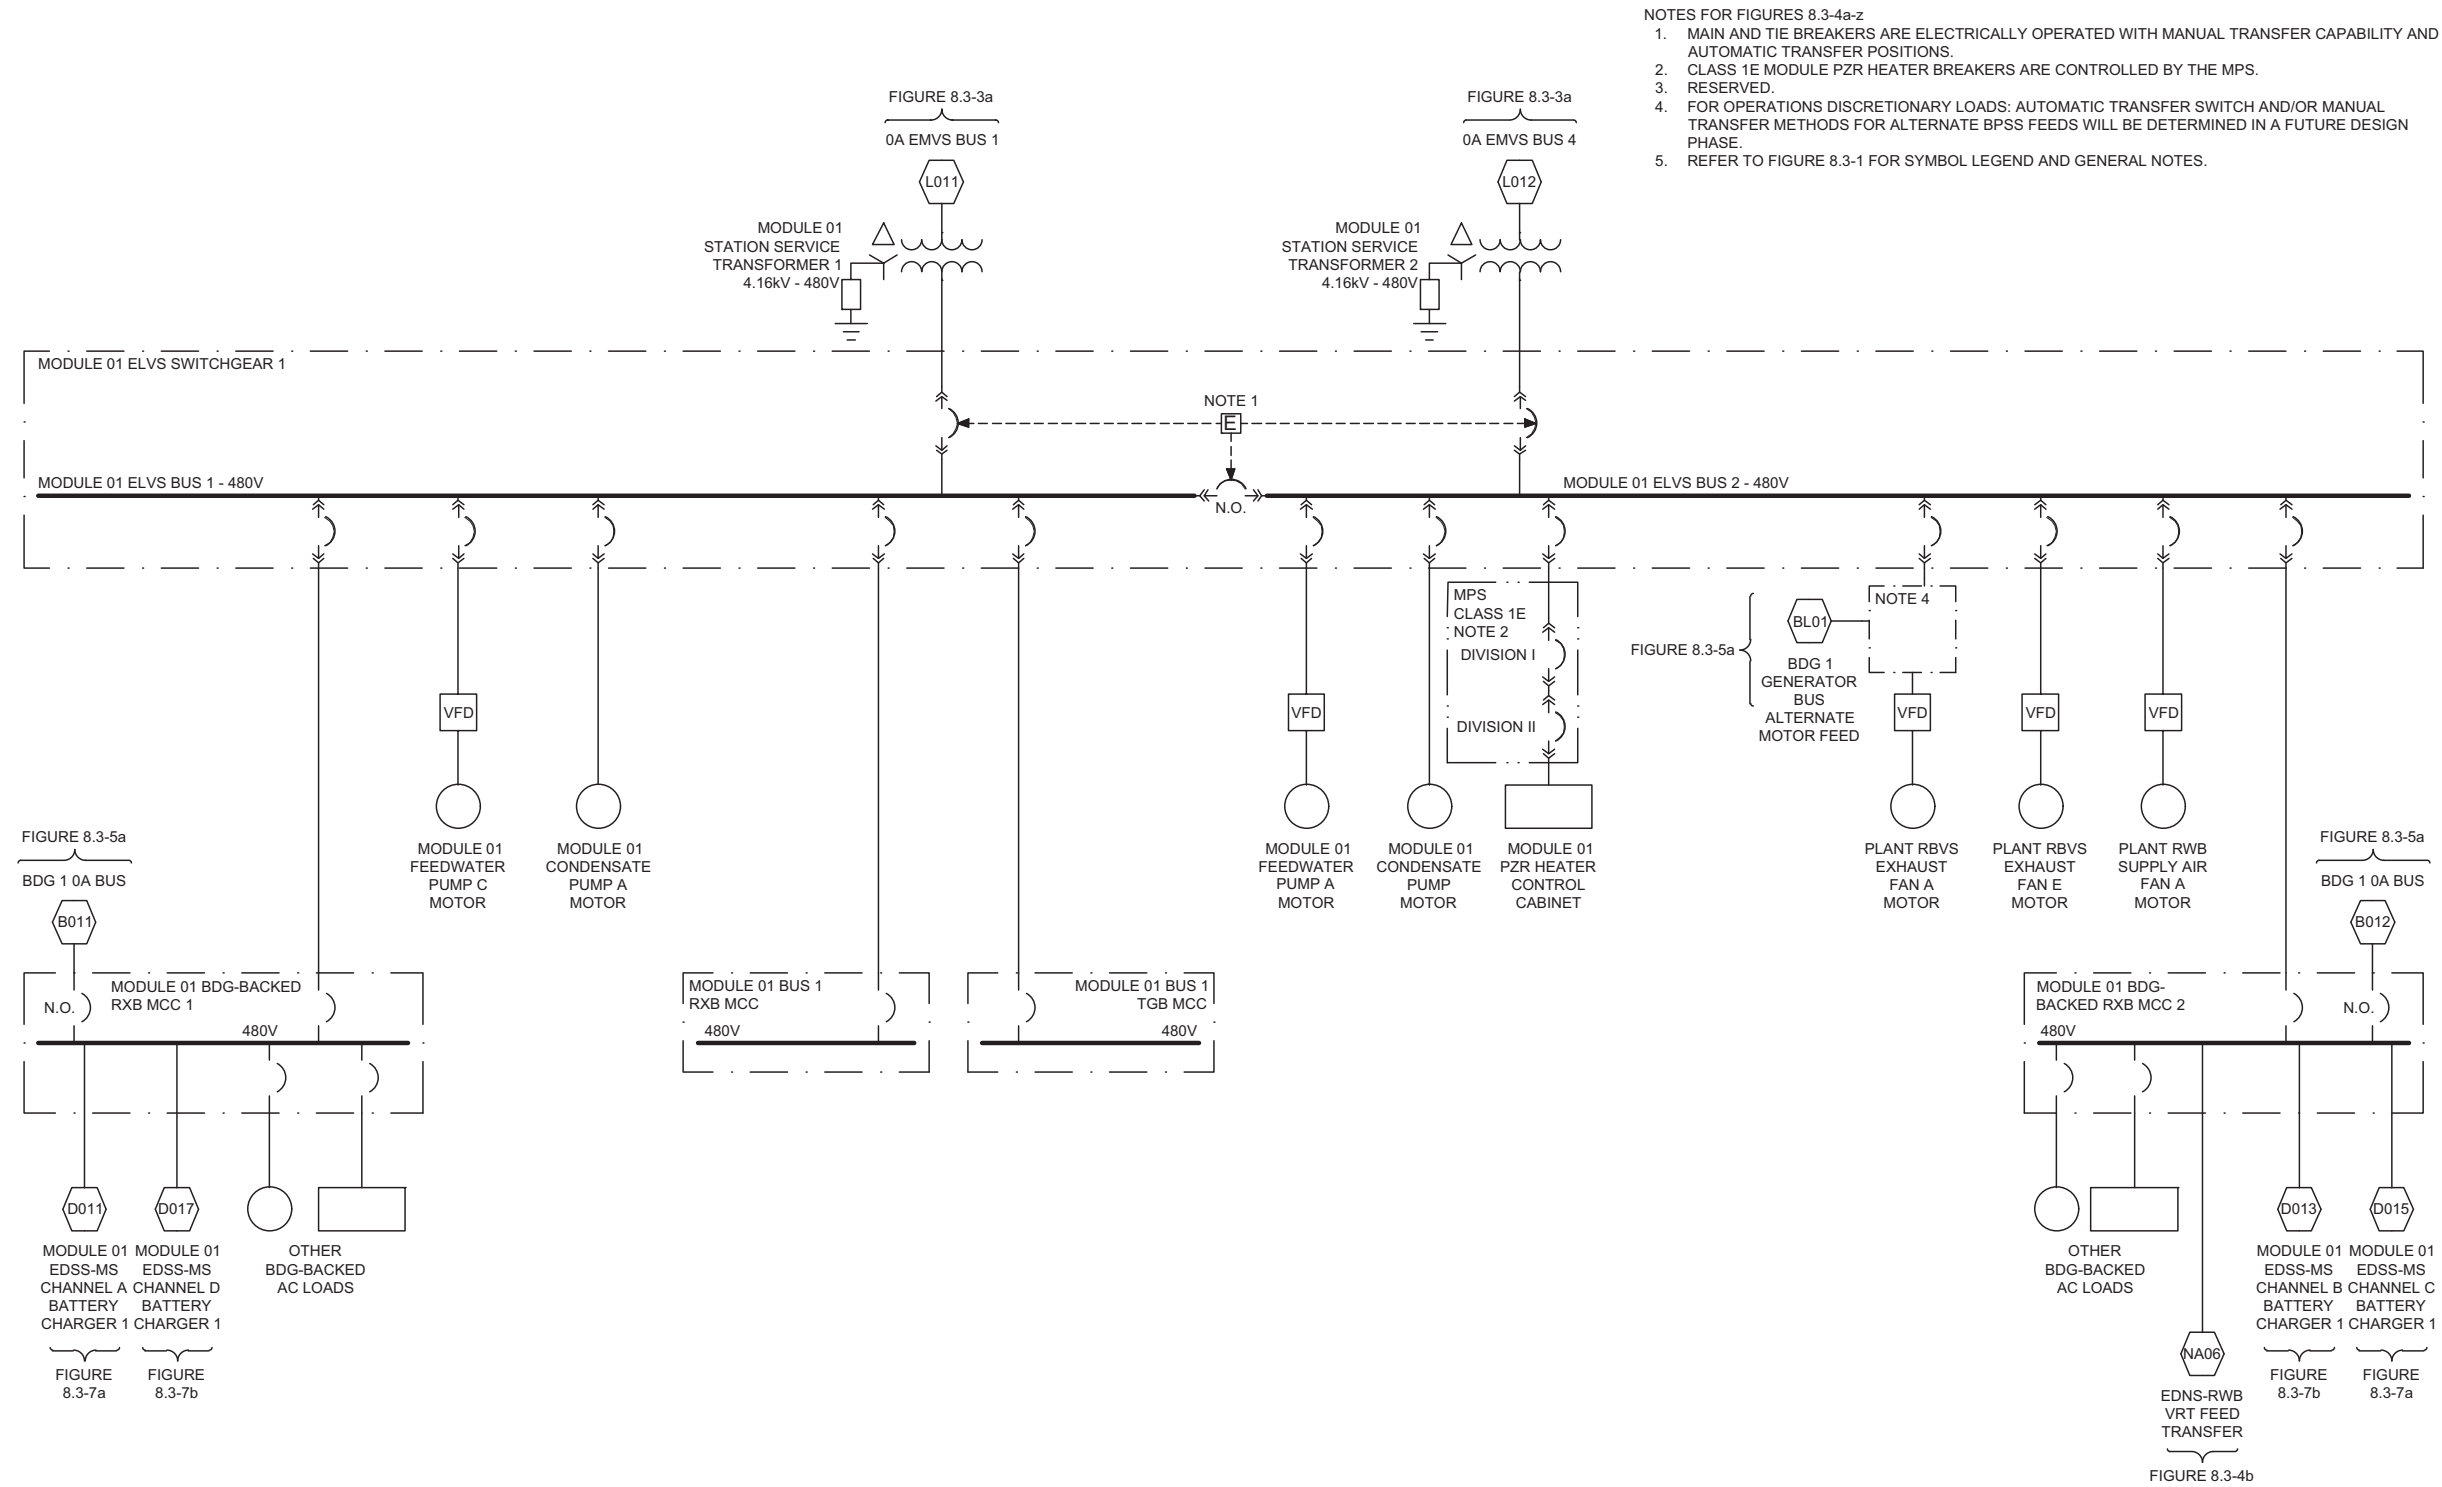 NOTES FOR FIGURES 8.3-4a-z
1. MAIN AND TIE BREAKERS ARE ELECTRICALLY OPERATED WITH MANUAL TRANSFER CAPABILITY AND
AUTOMATIC TRANSFER POSITIONS.
2. CLASS 1E MODULE PZR HEATER BREAKERS ARE CONTROLLED BY THE MPS.
3. RESERVED.
4. FOR OPERATIONS DISCRETIONARY LOADS: AUTOMATIC TRANSFER SWITCH AND/OR MANUAL
TRANSFER METHODS FOR ALTERNATE BPSS FEEDS WILL BE DETERMINED IN A FUTURE DESIGN
PHASE.
5. REFER TO FIGURE 8.3-1 FOR SYMBOL LEGEND AND GENERAL NOTES.
FIGURE 8.3-3a
0A EMVS BUS 1
L011
MODULE 01
STATION SERVICE
TRANSFORMER 1
4.16kV - 480V
FIGURE 8.3-3a
0A EMVS BUS 4
L012
MODULE 01
STATION SERVICE
TRANSFORMER 2
4.16kV - 480V
MODULE 01 ELVS SWITCHGEAR 1
NOTE 1
E
MODULE 01 ELVS BUS 1 - 480V
N.O.
MODULE 01 ELVS BUS 2 - 480V
VFD
MODULE 01
FEEDWATER
PUMP C
MOTOR
MODULE 01
CONDENSATE
PUMP A
MOTOR
VFD
MODULE 01
FEEDWATER
PUMP A
MOTOR
MODULE 01
CONDENSATE
PUMP
MOTOR
MPS
CLASS 1E
NOTE 2
DIVISION I
DIVISION II
MODULE 01
PZR HEATER
CONTROL
CABINET
FIGURE 8.3-5a
BL01
BDG 1
GENERATOR
BUS
ALTERNATE
MOTOR FEED
NOTE 4
VFD
PLANT RBVS
EXHAUST
FAN A
MOTOR
VFD
PLANT RBVS
EXHAUST
FAN E
MOTOR
VFD
PLANT RWB
SUPPLY AIR
FAN A
MOTOR
FIGURE 8.3-5a
BDG 1 0A BUS
B011
N.O.
MODULE 01 BDG-BACKED
RXB MCC 1
480V
MODULE 01 BUS 1
RXB MCC
480V
MODULE 01 BUS 1
TGB MCC
480V
FIGURE 8.3-5a
BDG 1 0A BUS
B012
MODULE 01 BDG-
BACKED RXB MCC 2
N.O.
480V
D011
MODULE 01
EDSS-MS
CHANNEL A
BATTERY
CHARGER 1
FIGURE
8.3-7a
D017
MODULE 01
EDSS-MS
CHANNEL D
BATTERY
CHARGER 1
FIGURE
8.3-7b
OTHER
BDG-BACKED
AC LOADS
OTHER
BDG-BACKED
AC LOADS
NA06
EDNS-RWB
VRT FEED
TRANSFER
FIGURE 8.3-4b
D013
MODULE 01
EDSS-MS
CHANNEL B
BATTERY
CHARGER 1
FIGURE
8.3-7b
D015
MODULE 01
EDSS-MS
CHANNEL C
BATTERY
CHARGER 1
FIGURE
8.3-7a